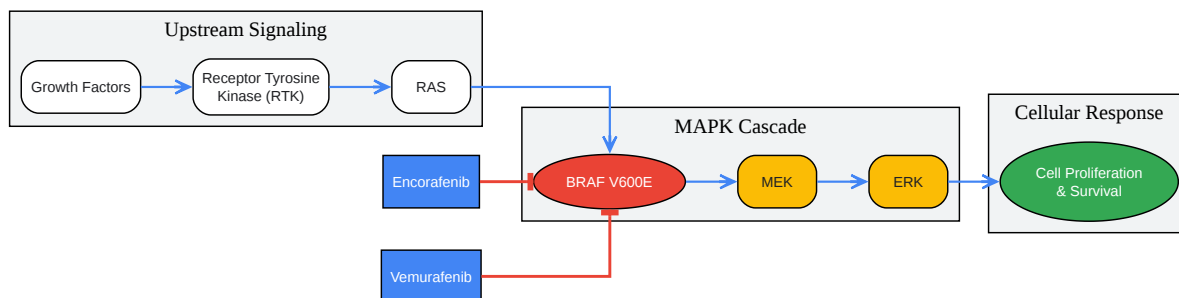 Upstream Signaling
Growth Factors
Receptor Tyrosine
Kinase (RTK)
RAS
MAPK Cascade
Cellular Response
Encorafenib
BRAF V600E
MEK
ERK
Cell Proliferation
& Survival
Vemurafenib